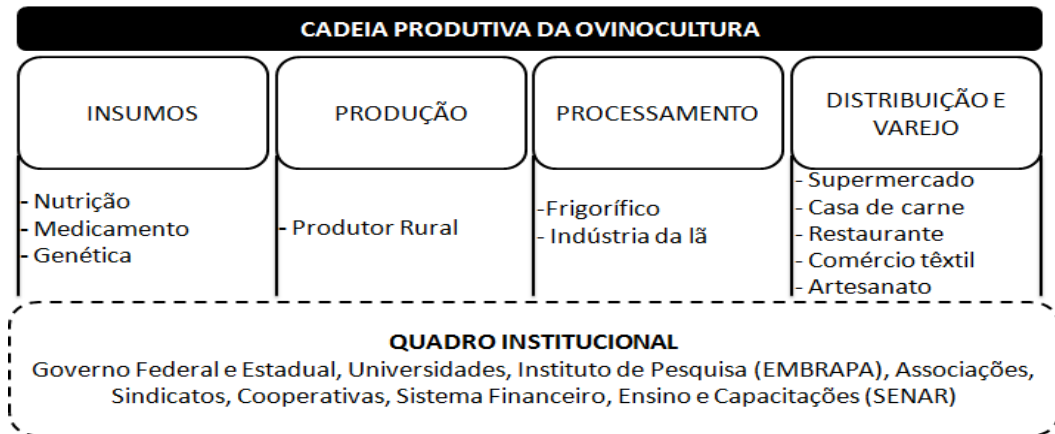 CADEIA PRODUTIVA DA OVINOCULTURA
INSUMOS
- Nutrição
- Medicamento
- Genética
PRODUÇÃO
- Produtor Rural
PROCESSAMENTO
-Frigorífico
- Indústria da lã
DISTRIBUIÇÃO E
VAREJO
- Supermercado
- Casa de carne
- Restaurante
- Comércio têxtil
- Artesanato
QUADRO INSTITUCIONAL
Governo Federal e Estadual, Universidades, Instituto de Pesquisa (EMBRAPA), Associações,
Sindicatos, Cooperativas, Sistema Financeiro, Ensino e Capacitações (SENAR)